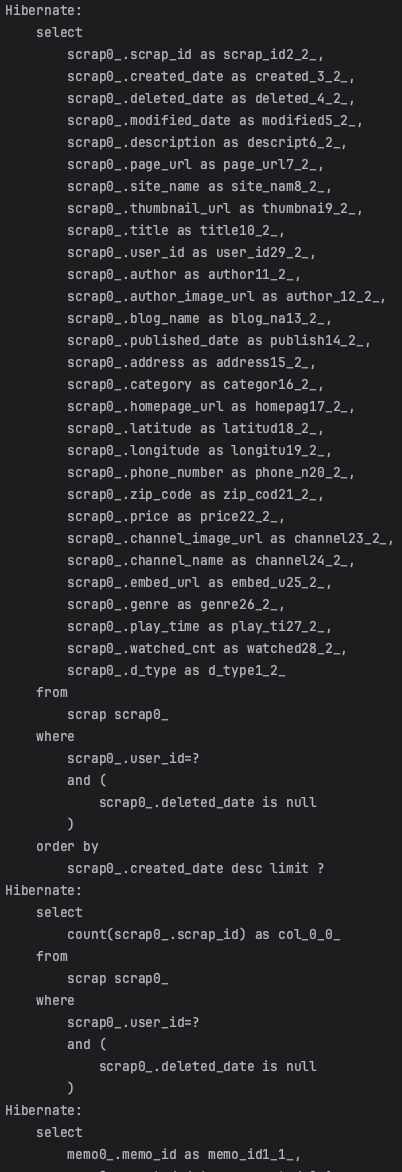 Hibernate:
    select
        scrap0_.scrap_id as scrap_id2_2_,
        scrap0_.created_date as created_3_2_,
        scrap0_.deleted_date as deleted_4_2_,
        scrap0_.modified_date as modified5_2_,
        scrap0_.description as descript6_2_,
        scrap0_.page_url as page_url7_2_,
        scrap0_.site_name as site_nam8_2_,
        scrap0_.thumbnail_url as thumbnai9_2_,
        scrap0_.title as title10_2_,
        scrap0_.user_id as user_id29_2_,
        scrap0_.author as author11_2_,
        scrap0_.author_image_url as author_12_2_,
        scrap0_.blog_name as blog_na13_2_,
        scrap0_.published_date as publish14_2_,
        scrap0_.address as address15_2_,
        scrap0_.category as categor16_2_,
        scrap0_.homepage_url as homepag17_2_,
        scrap0_.latitude as latitud18_2_,
        scrap0_.longitude as longitu19_2_,
        scrap0_.phone_number as phone_n20_2_,
        scrap0_.zip_code as zip_cod21_2_,
        scrap0_.price as price22_2_,
        scrap0_.channel_image_url as channel23_2_,
        scrap0_.channel_name as channel24_2_,
        scrap0_.embed_url as embed_u25_2_,
        scrap0_.genre as genre26_2_,
        scrap0_.play_time as play_ti27_2_,
        scrap0_.watched_cnt as watched28_2_,
        scrap0_.d_type as d_type1_2_
    from
        scrap scrap0_
    where
        scrap0_.user_id=?
        and (
            scrap0_.deleted_date is null
        )
    order by
        scrap0_.created_date desc limit ?
Hibernate:
    select
        count(scrap0_.scrap_id) as col_0_0_
    from
        scrap scrap0_
    where
        scrap0_.user_id=?
        and (
            scrap0_.deleted_date is null
        )
Hibernate:
    select
        memo0_.memo_id as memo_id1_1_,